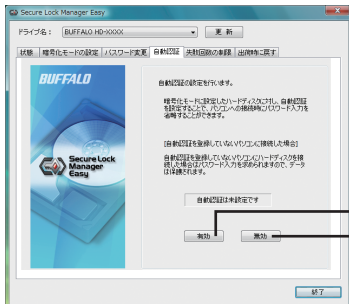 Secure Lock Manager Easy
ドライブ名： BUFFALO HD-XXXX 更 新
状態 暗号化モードの設定 パスワード変更 自動認証 失敗回数の制限 出荷時に戻す
BUFFALO
Secure Lock
Manager
Easy
自動認証の設定を行います。
暗号化モードに設定したハードディスクに対し、自動認証
を設定することで、パソコンへの接続時にパスワード入力を
省略することができます。
[自動認証を登録していないパソコンに接続した場合]
自動認証を登録していないパソコンにハードディスクを接
続した場合はパスワード入力を求められますので、データ
は保護されます。
自動認証は未設定です
有効 無効
終了